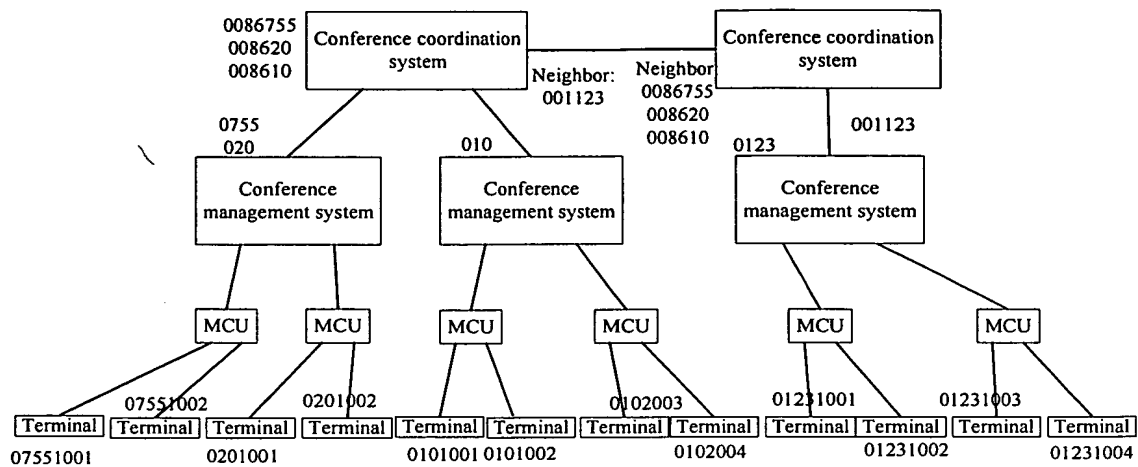 0086755
008620
008610
Conference coordination
system
Neighbor:
001123
Neighbor
0086755
008620
008610
Conference coordination
system
001123
0755
020
Conference
management system
010
Conference
management system
0123
Conference
management system
MCU
MCU
MCU
MCU
MCU
MCU
07551002
0201002
0102003
01231001
01231003
Terminal
Terminal
Terminal
Terminal
Terminal
Terminal
Terminal
Terminal
Terminal
Terminal
Terminal
Terminal
07551001
0201001
0101001
0101002
0102004
01231002
01231004